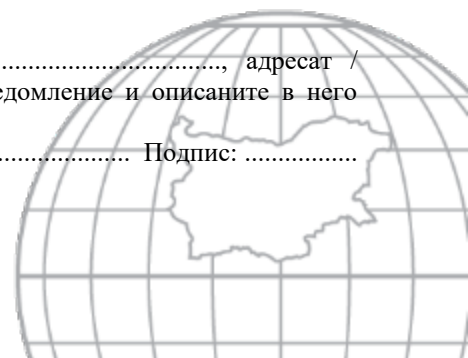 ................................, адресат /
едомление и описаните в него
................... Подпис: .................